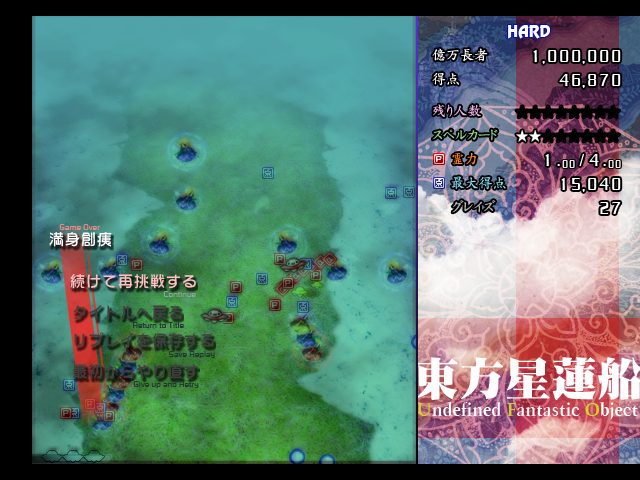 HARD
億万長者 1,000,000
得点 46,870
残り人数
スペルカード
P 霊力 1.00/4.00
最大得点 15,040
グレイズ 27
Game Over
満身創痍
続けて再挑戦する
Continue
タイトルへ戻る
Return to Title
リプレイを保存する
Save Replay
最初からやり直す
Give up and Retry
東方星蓮船
Undefined Fantastic Object